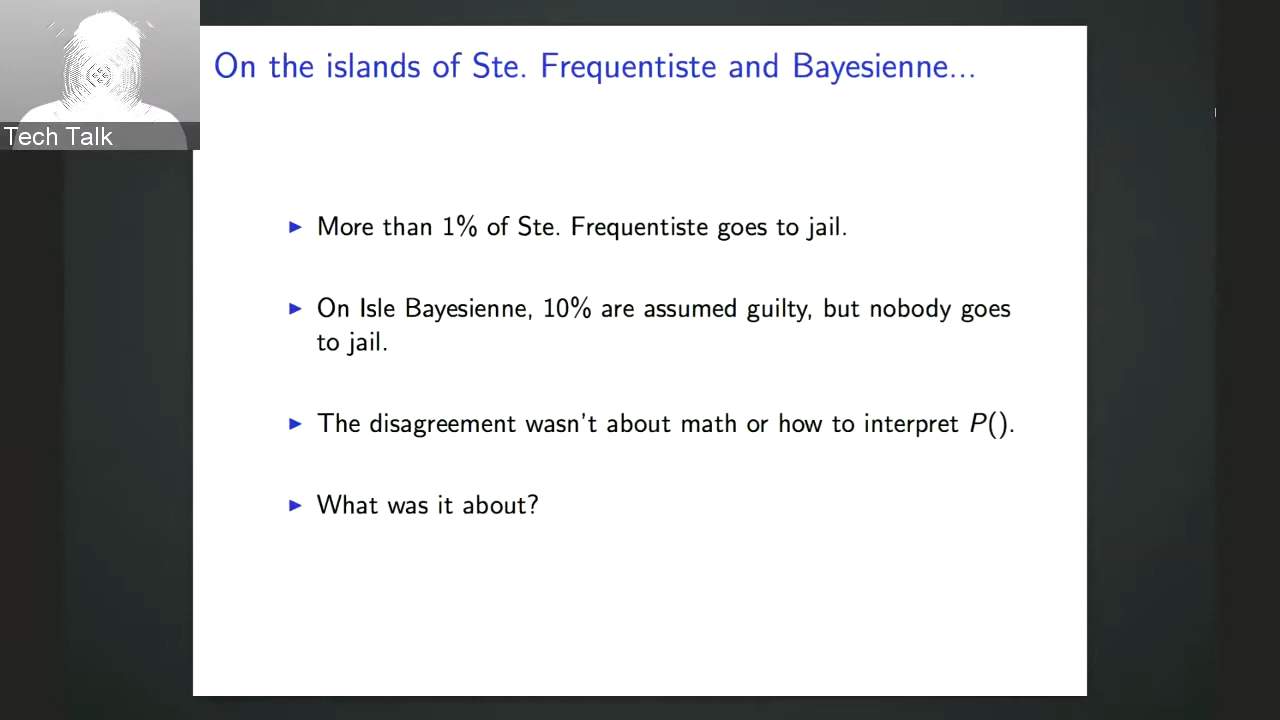 On the islands of Ste. Frequentiste and Bayesienne...
Tech Talk
► More than 1% of Ste. Frequentiste goes to jail.
► On Isle Bayesienne, 10% are assumed guilty, but nobody goes
to jail.
► The disagreement wasn't about math or how to interpret P().
► What was it about?